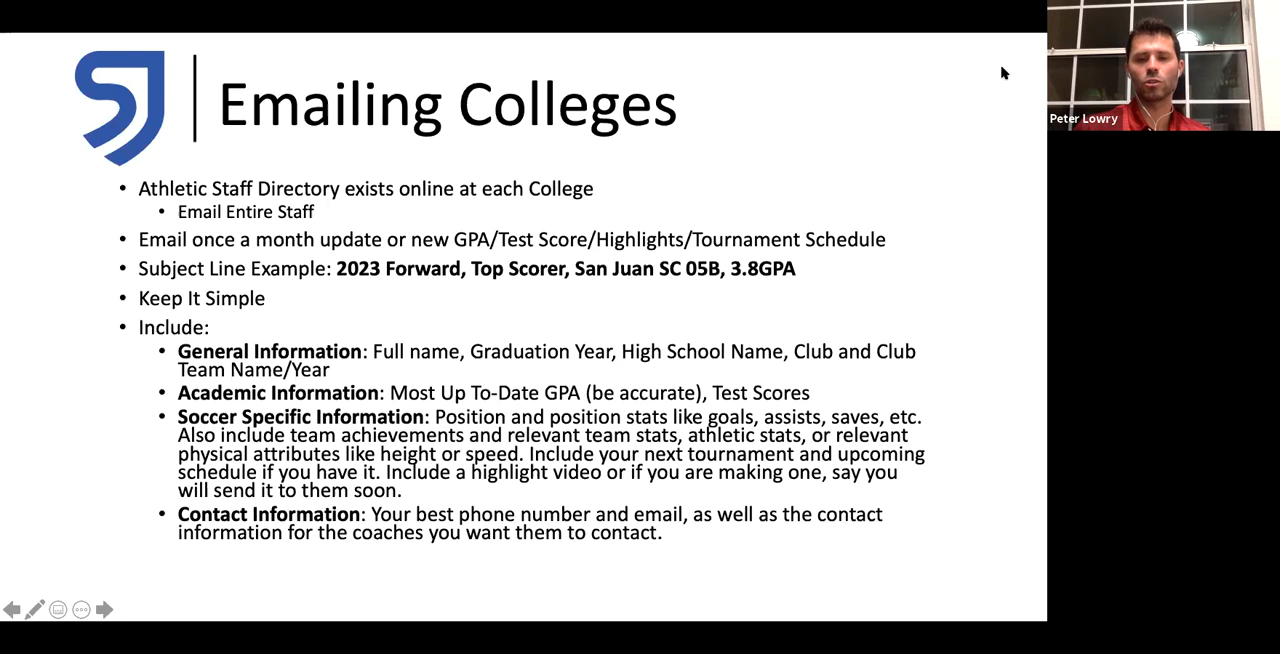 SJ
Emailing Colleges
Peter Lowry
• Athletic Staff Directory exists online at each College
• Email Entire Staff
• Email once a month update or new GPA/Test Score/Highlights/Tournament Schedule
• Subject Line Example: 2023 Forward, Top Scorer, San Juan SC 05B, 3.8GPA
• Keep It Simple
• Include:
• General Information: Full name, Graduation Year, High School Name, Club and Club
Team Name/Year
• Academic Information: Most Up To-Date GPA (be accurate), Test Scores
• Soccer Specific Information: Position and position stats like goals, assists, saves, etc.
Also include team achievements and relevant team stats, athletic stats, or relevant
physical attributes like height or speed. Include your next tournament and upcoming
schedule if you have it. Include a highlight video or if you are making one, say you
will send it to them soon.
• Contact Information: Your best phone number and email, as well as the contact
information for the coaches you want them to contact.